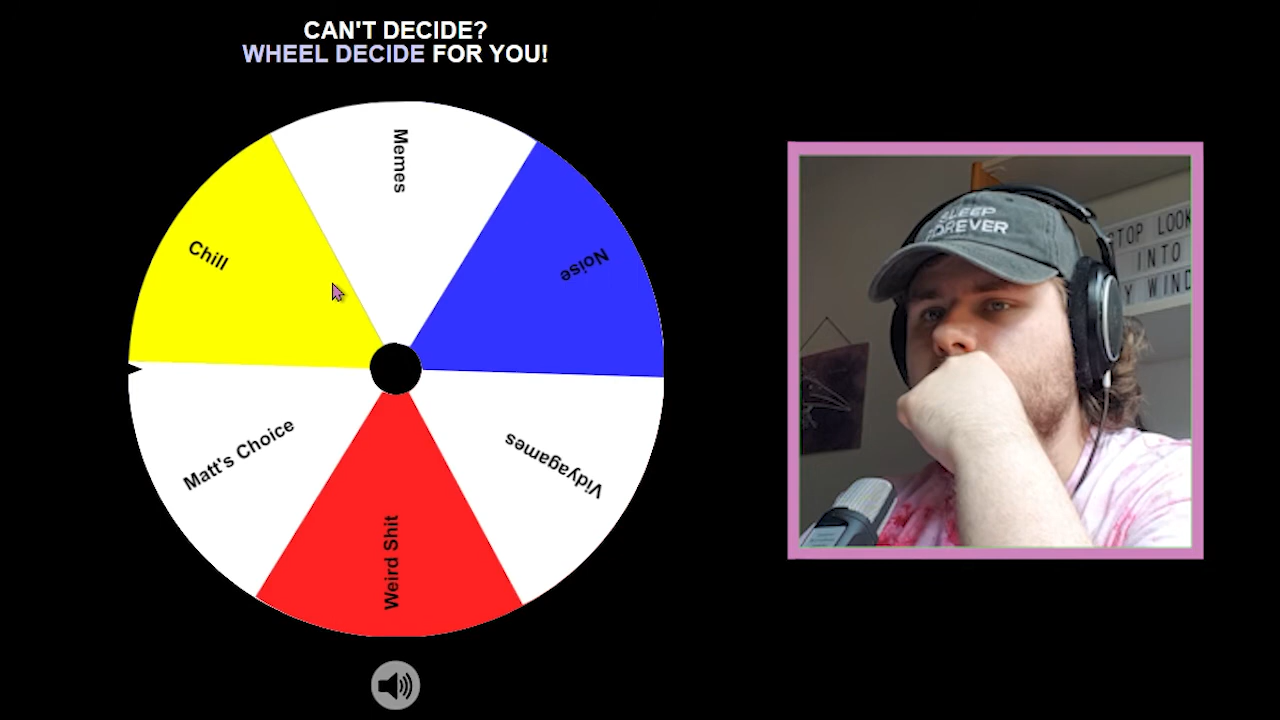 CAN'T DECIDE?
WHEEL DECIDE FOR YOU!
Memes
Chill
Noise
Matt's Choice
Vidyagames
Weird Shit
SLEEP
FOREVER
STOP LOOK
INTO
Y WIND